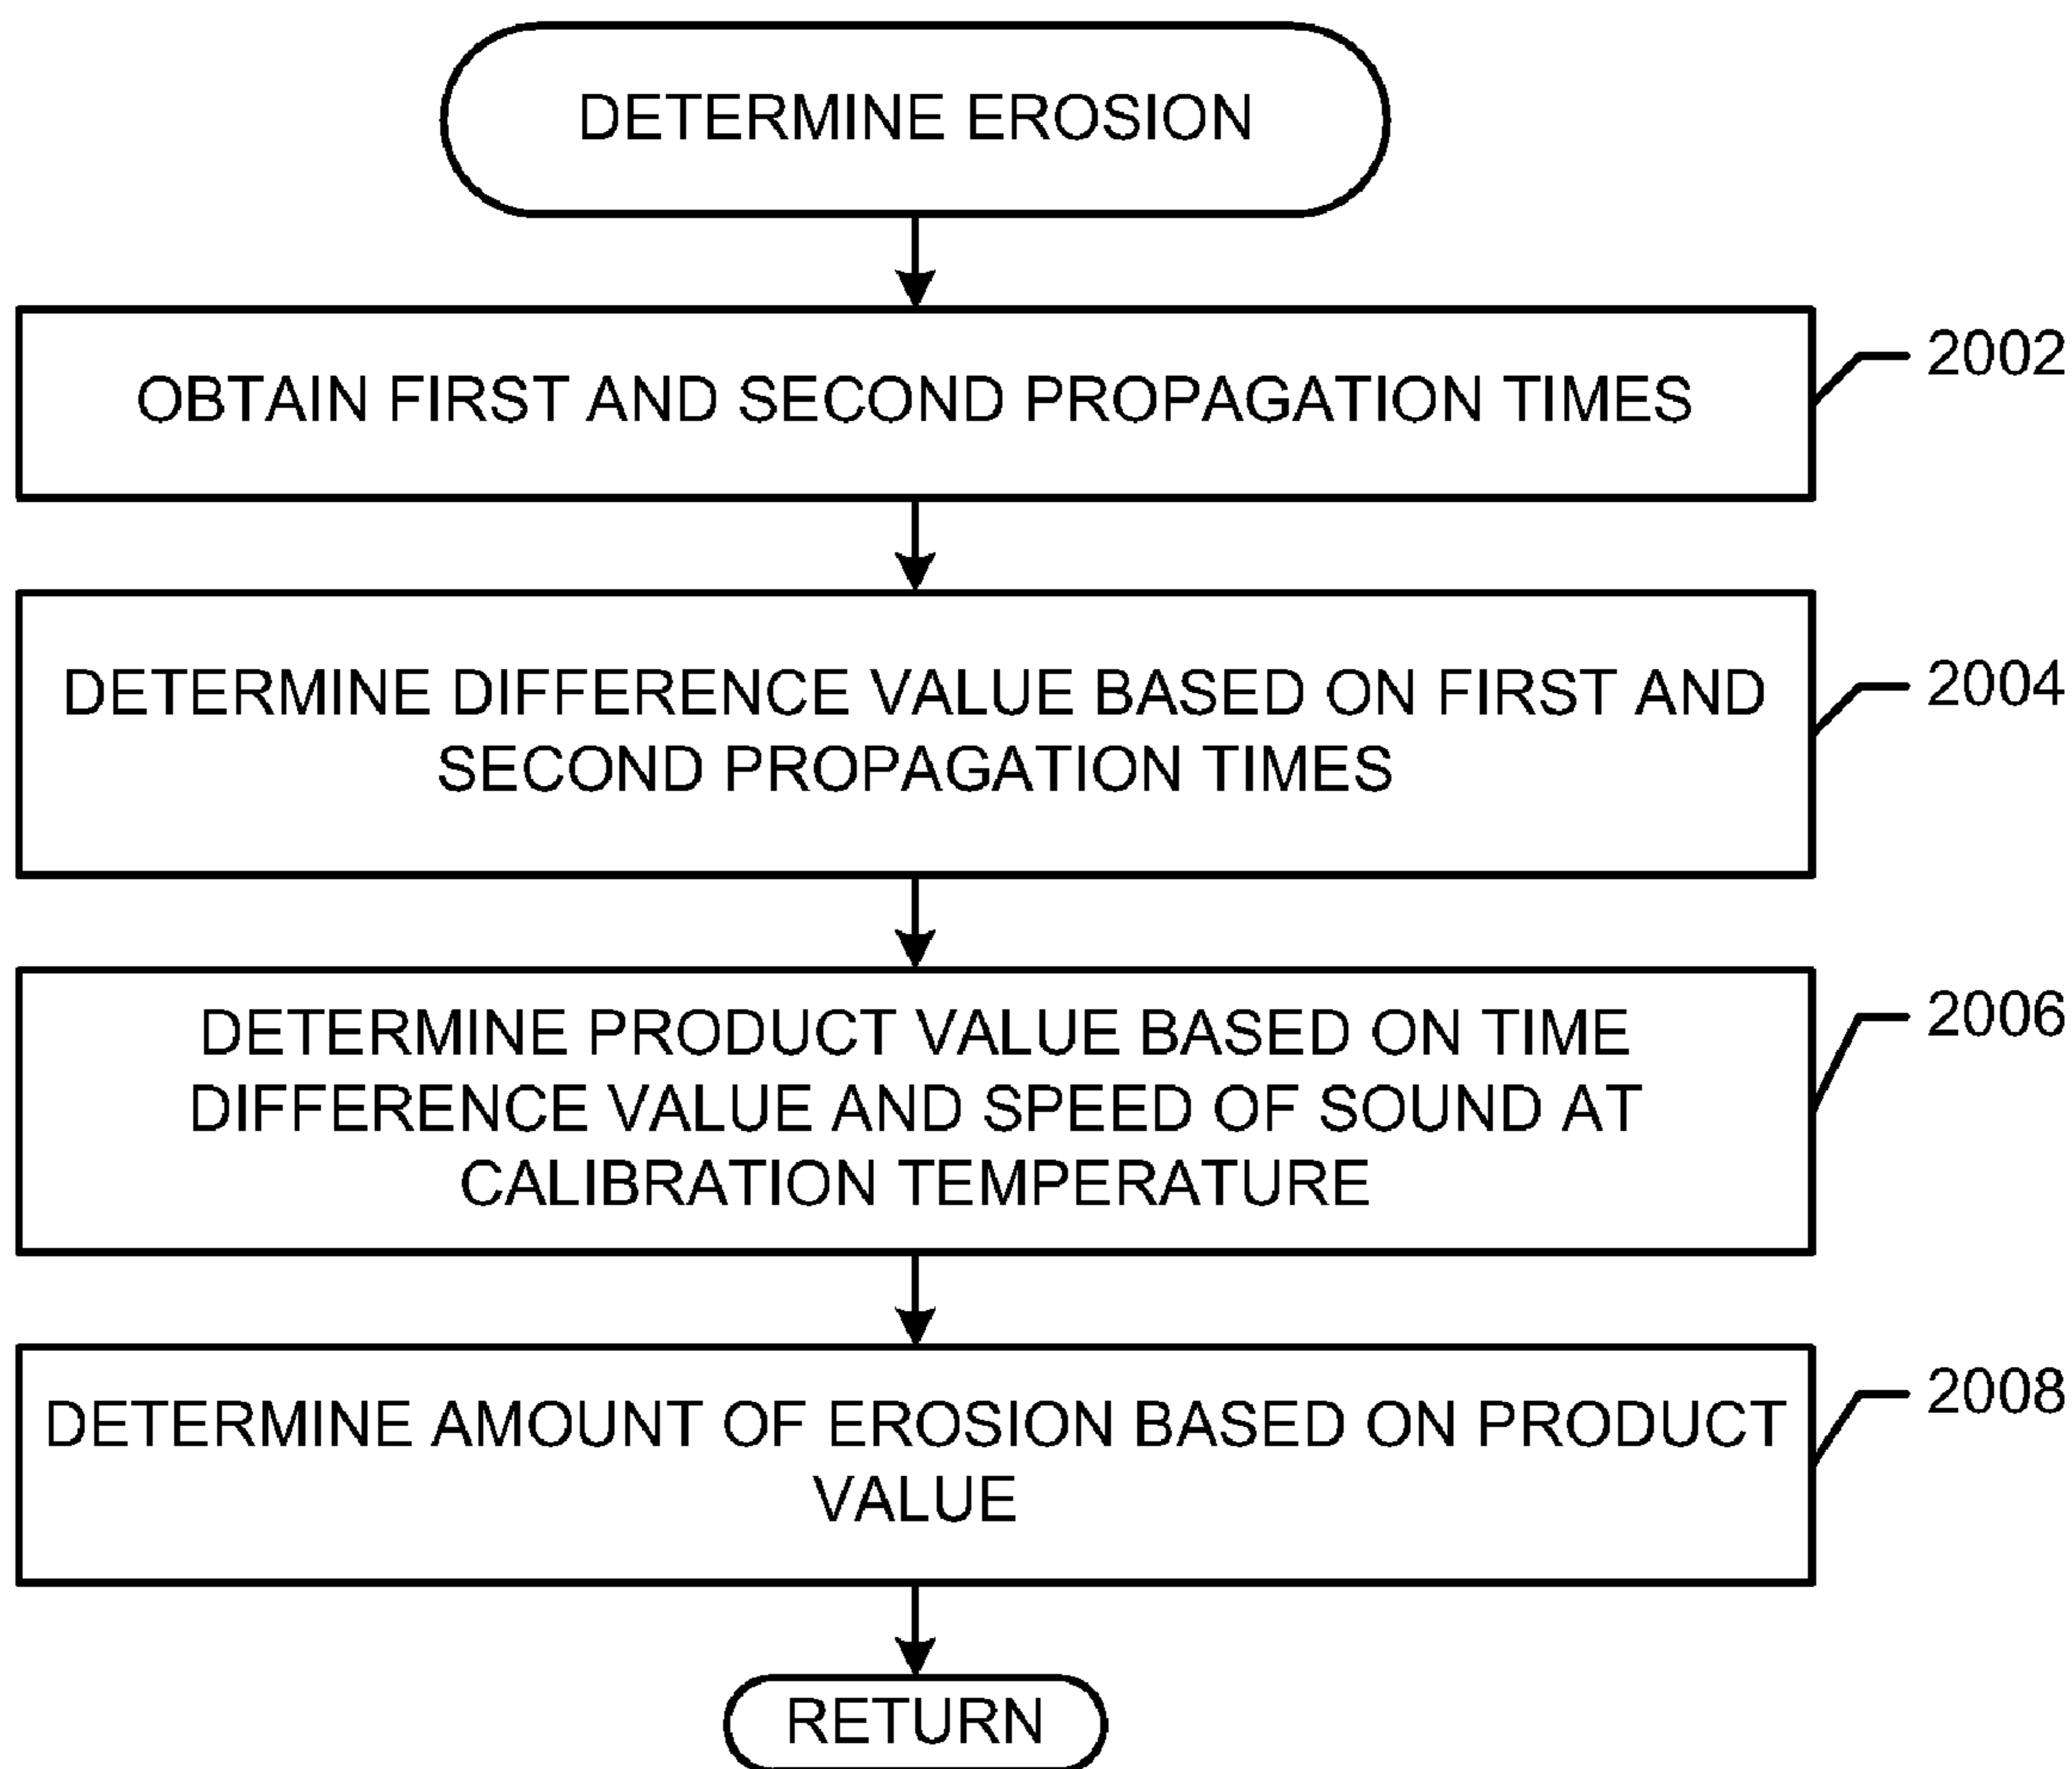 DETERMINE EROSION
OBTAIN FIRST AND SECOND PROPAGATION TIMES
2002
DETERMINE DIFFERENCE VALUE BASED ON FIRST AND
SECOND PROPAGATION TIMES
2004
DETERMINE PRODUCT VALUE BASED ON TIME
DIFFERENCE VALUE AND SPEED OF SOUND AT
CALIBRATION TEMPERATURE
2006
DETERMINE AMOUNT OF EROSION BASED ON PRODUCT
VALUE
2008
RETURN